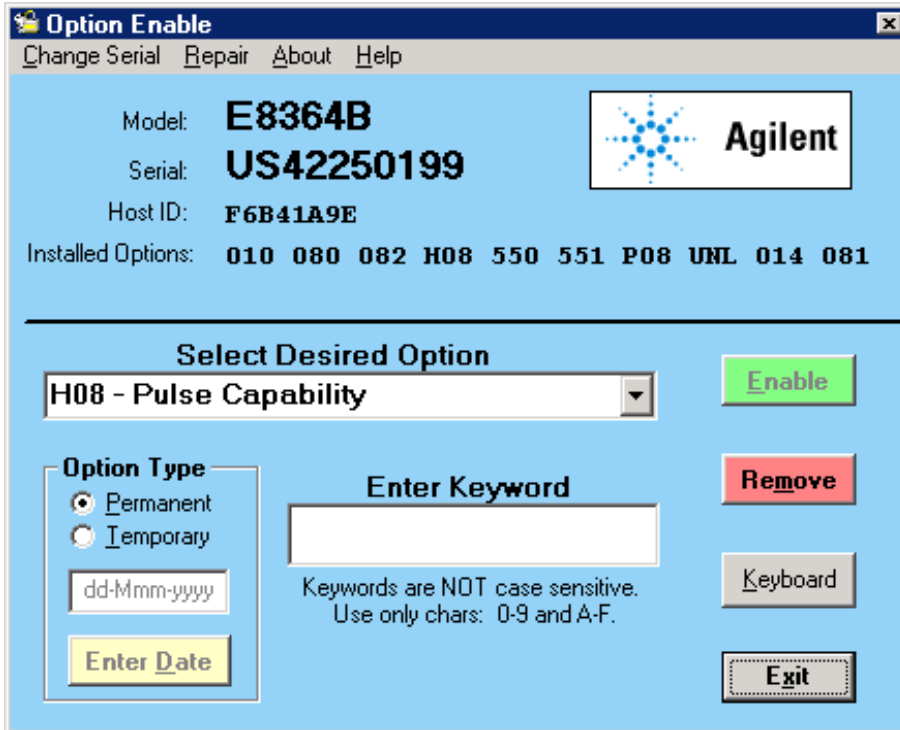 Option Enable
Change Serial Repair About Help
Model: E8364B
Agilent
Serial: US42250199
Host ID: F6B41A9E
Installed Options: 010 080 082 H08 550 551 P08 UNL 014 081
Select Desired Option
H08 - Pulse Capability
Enable
Option Type
Permanent
Temporary
dd-Mmm-yyyy
Enter Date
Enter Keyword
Keywords are NOT case sensitive.
Use only chars: 0-9 and A-F.
Remove
Keyboard
Exit